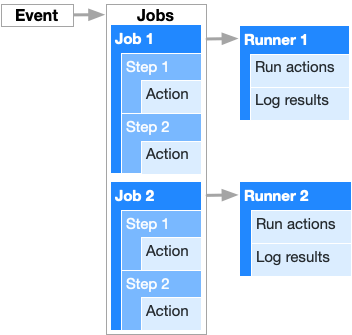 Event
Jobs
Job 1
Step 1
Action
Step 2
Action
Runner 1
Run actions
Log results
Job 2
Step 1
Action
Step 2
Action
Runner 2
Run actions
Log results